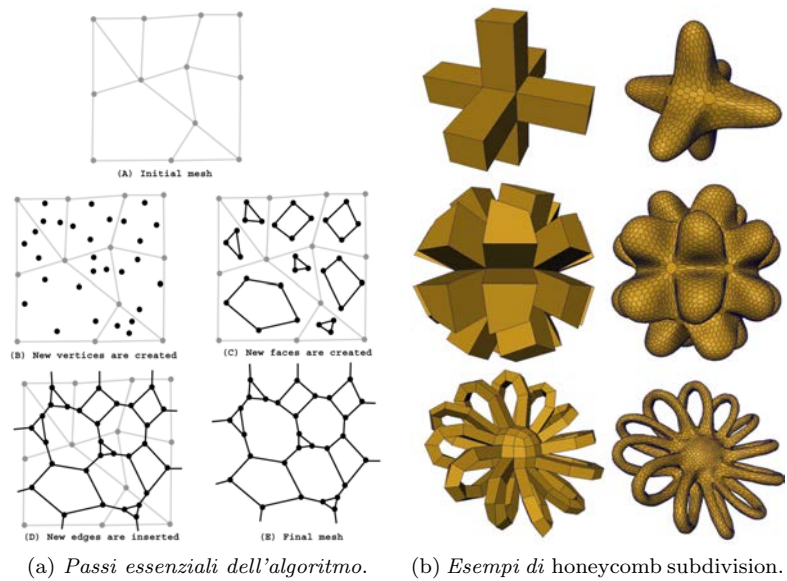 (A) Initial mesh
(B) New vertices are created
(C) New faces are created
(D) New edges are inserted
(E) Final mesh
(a) Passi essenziali dell'algoritmo.
(b) Esempi di honeycomb subdivision.